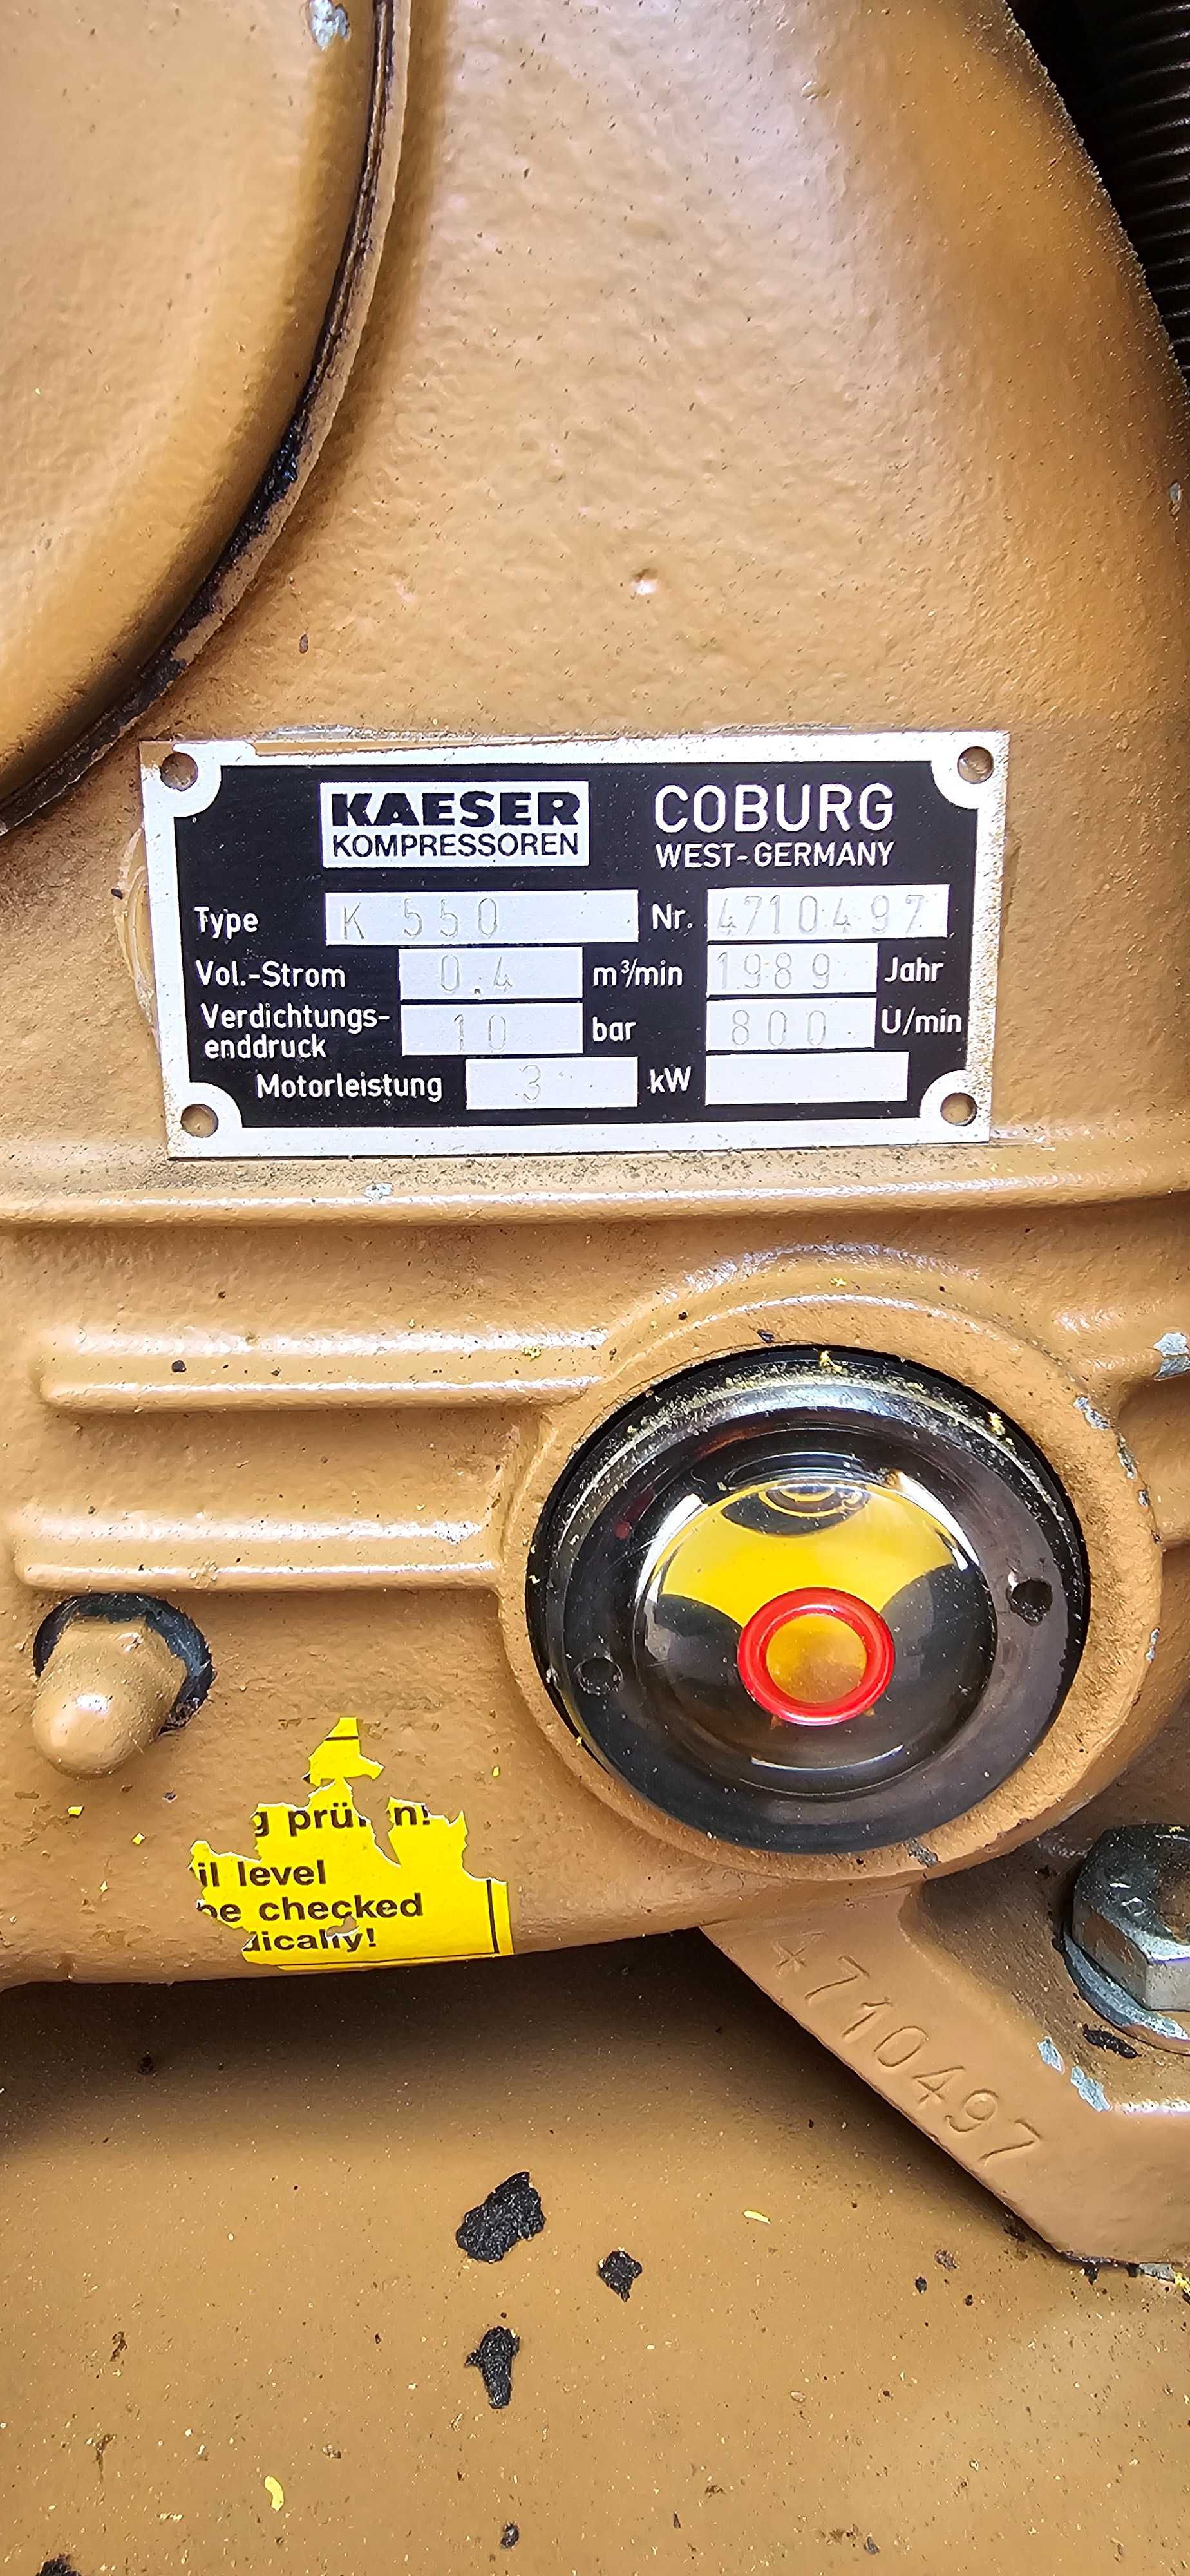 KAESER
KOMPRESSOREN
COBURG
WEST-GERMANY
Type K 550 Nr. 4710497
Vol.-Strom 0.4 m³/min 1989 Jahr
Verdichtungs-
enddruck 10 bar 800 U/min
Motorleistung 3 kW
g prü n!
il level
be checked
dically!
4710497